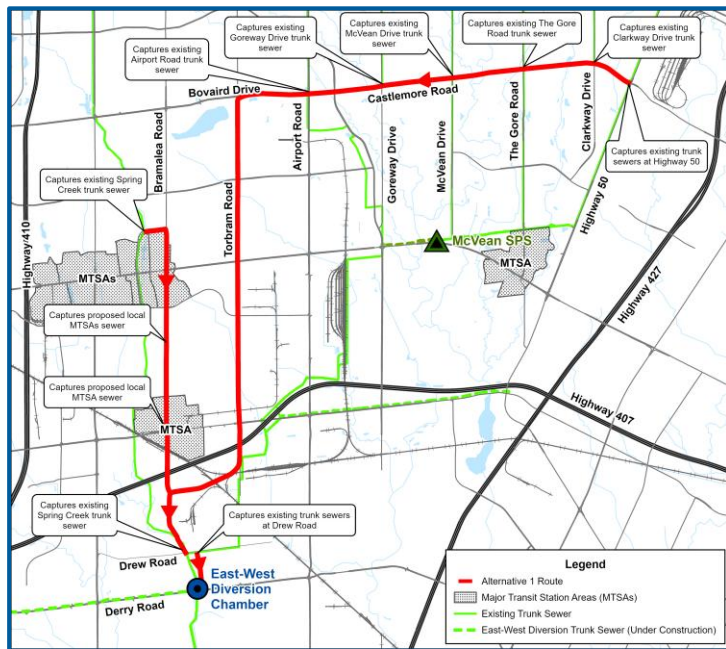 Captures existing
Goreway Drive trunk
sewer
Captures existing
McVean Drive trunk
sewer
Captures existing The Gore
Road trunk sewer
Captures existing
Clarkway Drive trunk
sewer
Captures existing
Airport Road trunk
sewer
Bovaird Drive
Castlemore Road
Bramalea Road
Torbram Road
Airport Road
Goreway Drive
McVean Drive
The Gore Road
Clarkway Drive
Highway 50
Captures existing trunk
sewers at Highway 50
Captures existing Spring
Creek trunk sewer
Highway 410
McVean SPS
MTSA
MTSAs
Highway 427
Captures proposed local
MTSAs sewer
Captures proposed local
MTSA sewer
MTSA
Highway 407
Captures existing
Spring Creek trunk
sewer
Captures existing trunk
sewers at Drew Road
Drew Road
East-West
Diversion
Chamber
Derry Road
Legend
Alternative 1 Route
Major Transit Station Areas (MTSAs)
Existing Trunk Sewer
East-West Diversion Trunk Sewer (Under Construction)